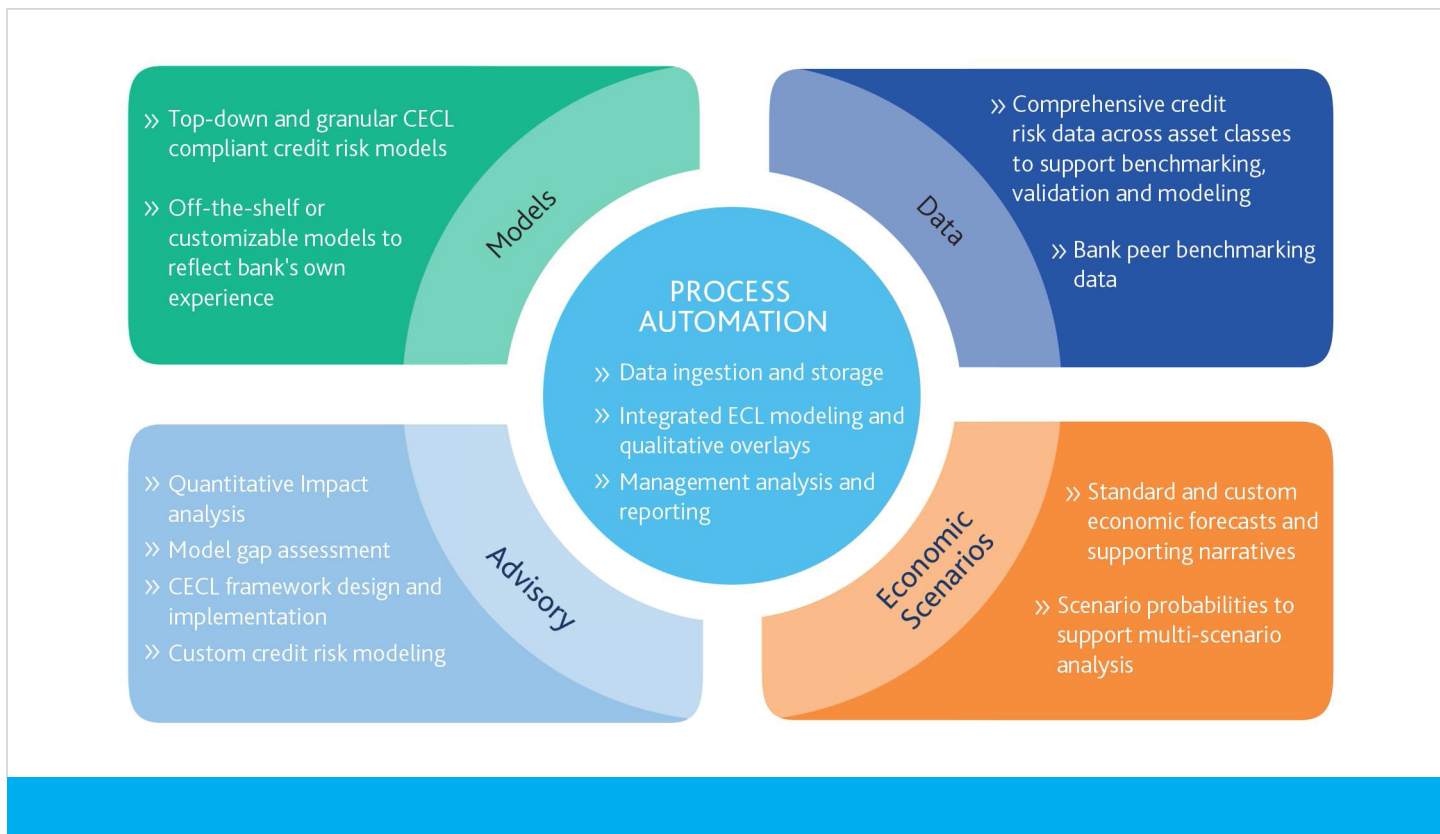 » Top-down and granular CECL
compliant credit risk models
» Off-the-shelf or
customizable models to
reflect bank's own
experience
Models
» Comprehensive credit
risk data across asset classes
to support benchmarking,
validation and modeling
» Bank peer benchmarking
data
Data
PROCESS
AUTOMATION
» Data ingestion and storage
» Integrated ECL modeling and
qualitative overlays
» Management analysis and
reporting
» Quantitative Impact
analysis
» Model gap assessment
» CECL framework design and
implementation
» Custom credit risk modeling
Advisory
Economic
Scenarios
» Standard and custom
economic forecasts and
supporting narratives
» Scenario probabilities to
support multi-scenario
analysis